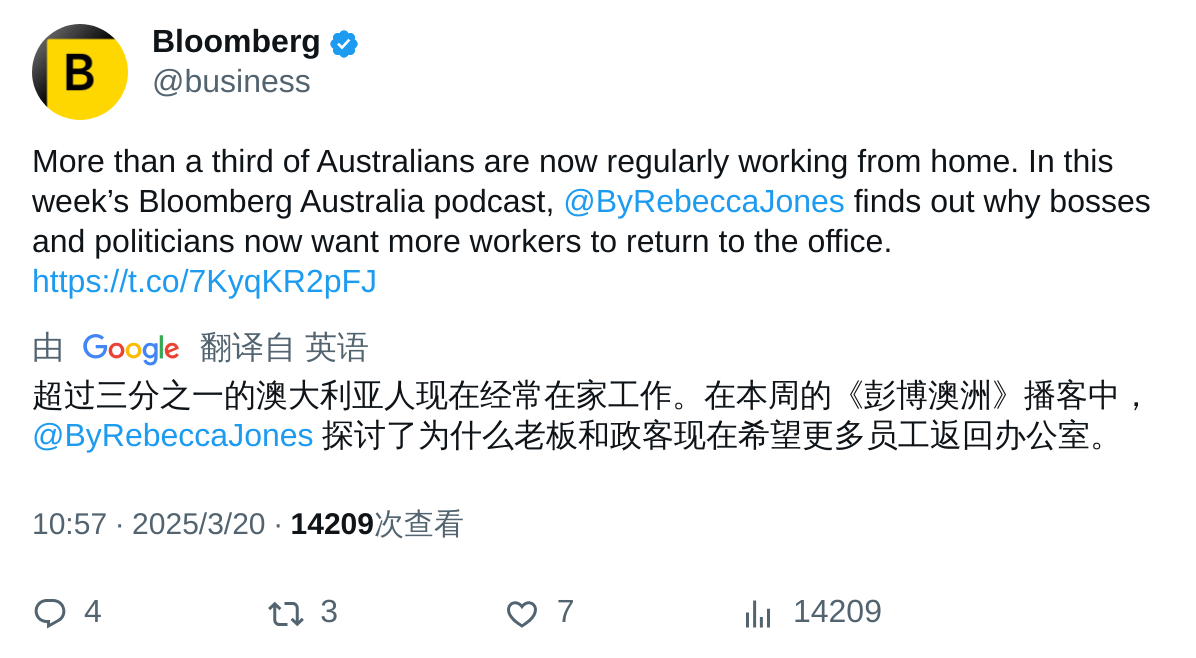 B
Bloomberg
@business
More than a third of Australians are now regularly working from home. In this
week’s Bloomberg Australia podcast, @ByRebeccaJones finds out why bosses
and politicians now want more workers to return to the office.
https://t.co/7KyqKR2pFJ
由 Google 翻译自 英语
超过三分之一的澳大利亚人现在经常在家工作。在本周的《彭博澳洲》播客中，
@ByRebeccaJones 探讨了为什么老板和政客现在希望更多员工返回办公室。
10:57 · 2025/3/20 · 14209次查看
4 3 7 14209